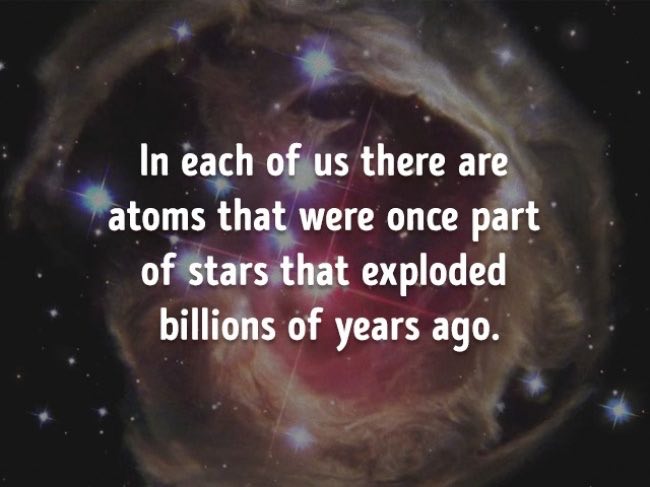 In each of us there are
atoms that were once part
of stars that exploded
billions of years ago.